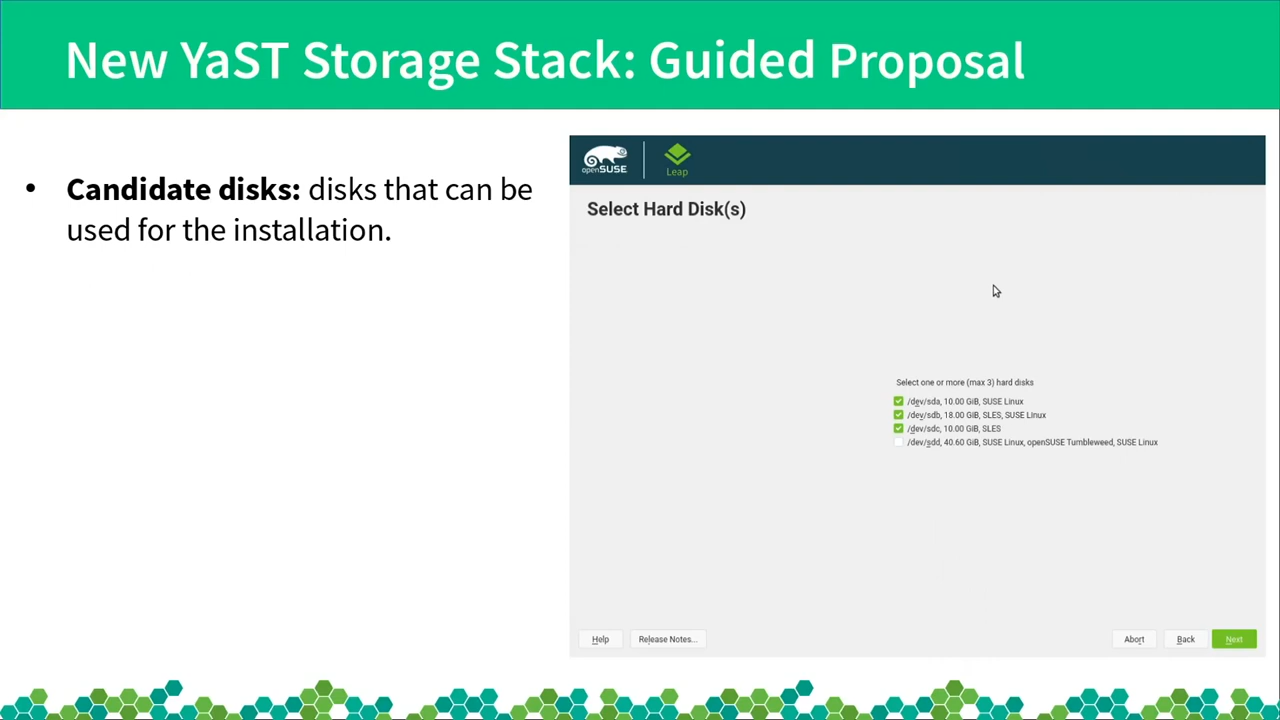 New YaST Storage Stack: Guided Proposal
• Candidate disks: disks that can be
used for the installation.
openSUSE
Leap
Select Hard Disk(s)
Select one or more (max 3) hard disks
/dev/sda, 10.00 GiB, SUSE Linux
/dev/sdb, 18.00 GiB, SLES, SUSE Linux
/dev/sdc, 10.00 GiB, SLES
/dev/sdd, 40.60 GiB, SUSE Linux, openSUSE Tumbleweed, SUSE Linux
Help
Release Notes...
Abort
Back
Next